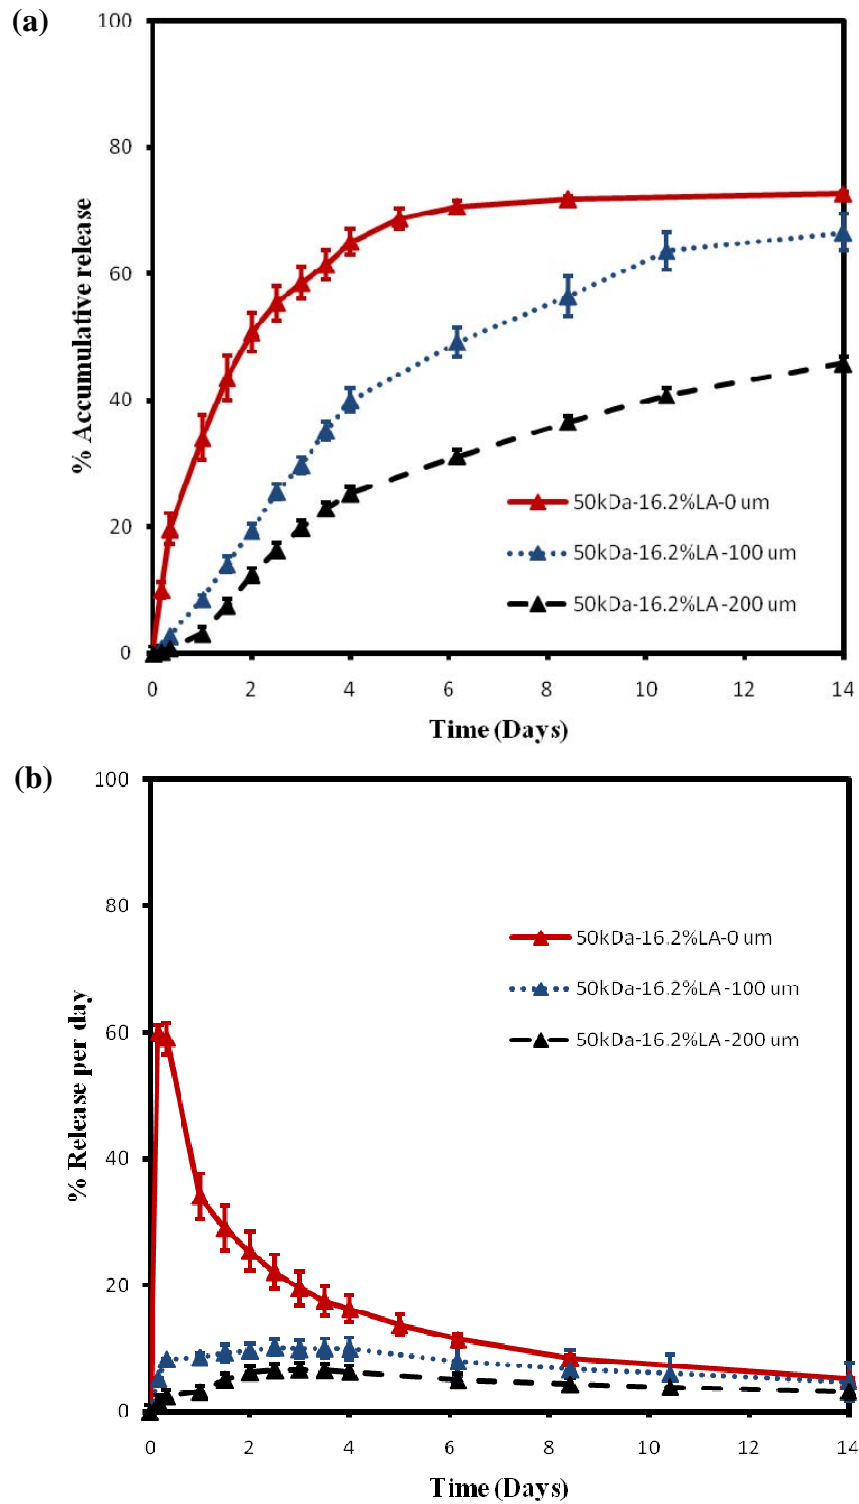 (a)
100
80
60
40
20
0
% Accumulative release
50kDa-16.2%LA-0 um
50kDa-16.2%LA-100 um
50kDa-16.2%LA-200 um
0 2 4 6 8 10 12 14
Time (Days)
(b)
100
80
60
40
20
0
% Release per day
50kDa-16.2%LA-0 um
50kDa-16.2%LA-100 um
50kDa-16.2%LA-200 um
0 2 4 6 8 10 12 14
Time (Days)